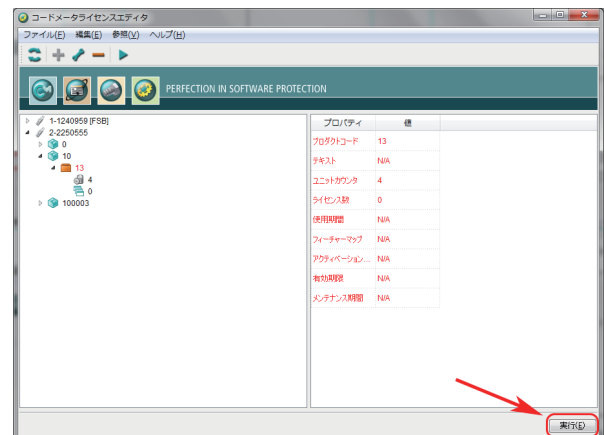 コードメータライセンスエディタ
ファイル(F) 編集(E) 参照(V) ヘルプ(H)
PERFECTION IN SOFTWARE PROTECTION
1-1240959 [FSB]
2-2250555
0
10
13
4
0
100003
プロパティ 値
プロダクトコード 13
テキスト N/A
ユニットカウンタ 4
ライセンス数 0
使用期間 N/A
フィーチャーマップ N/A
アクティベーション... N/A
有効期限 N/A
メンテナンス期間 N/A
実行(E)